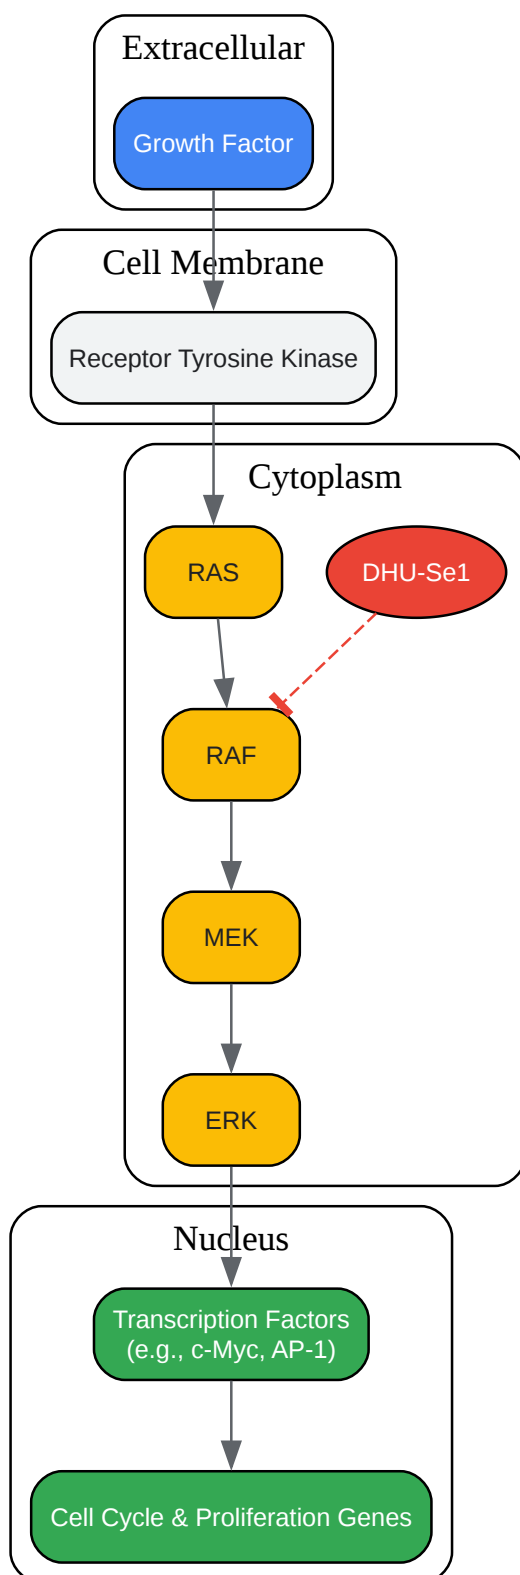 Extracellular
Growth Factor
Cell Membrane
Receptor Tyrosine Kinase
Cytoplasm
RAS
DHU-Se1
RAF
MEK
ERK
Nucleus
Transcription Factors
(e.g., c-Myc, AP-1)
Cell Cycle & Proliferation Genes